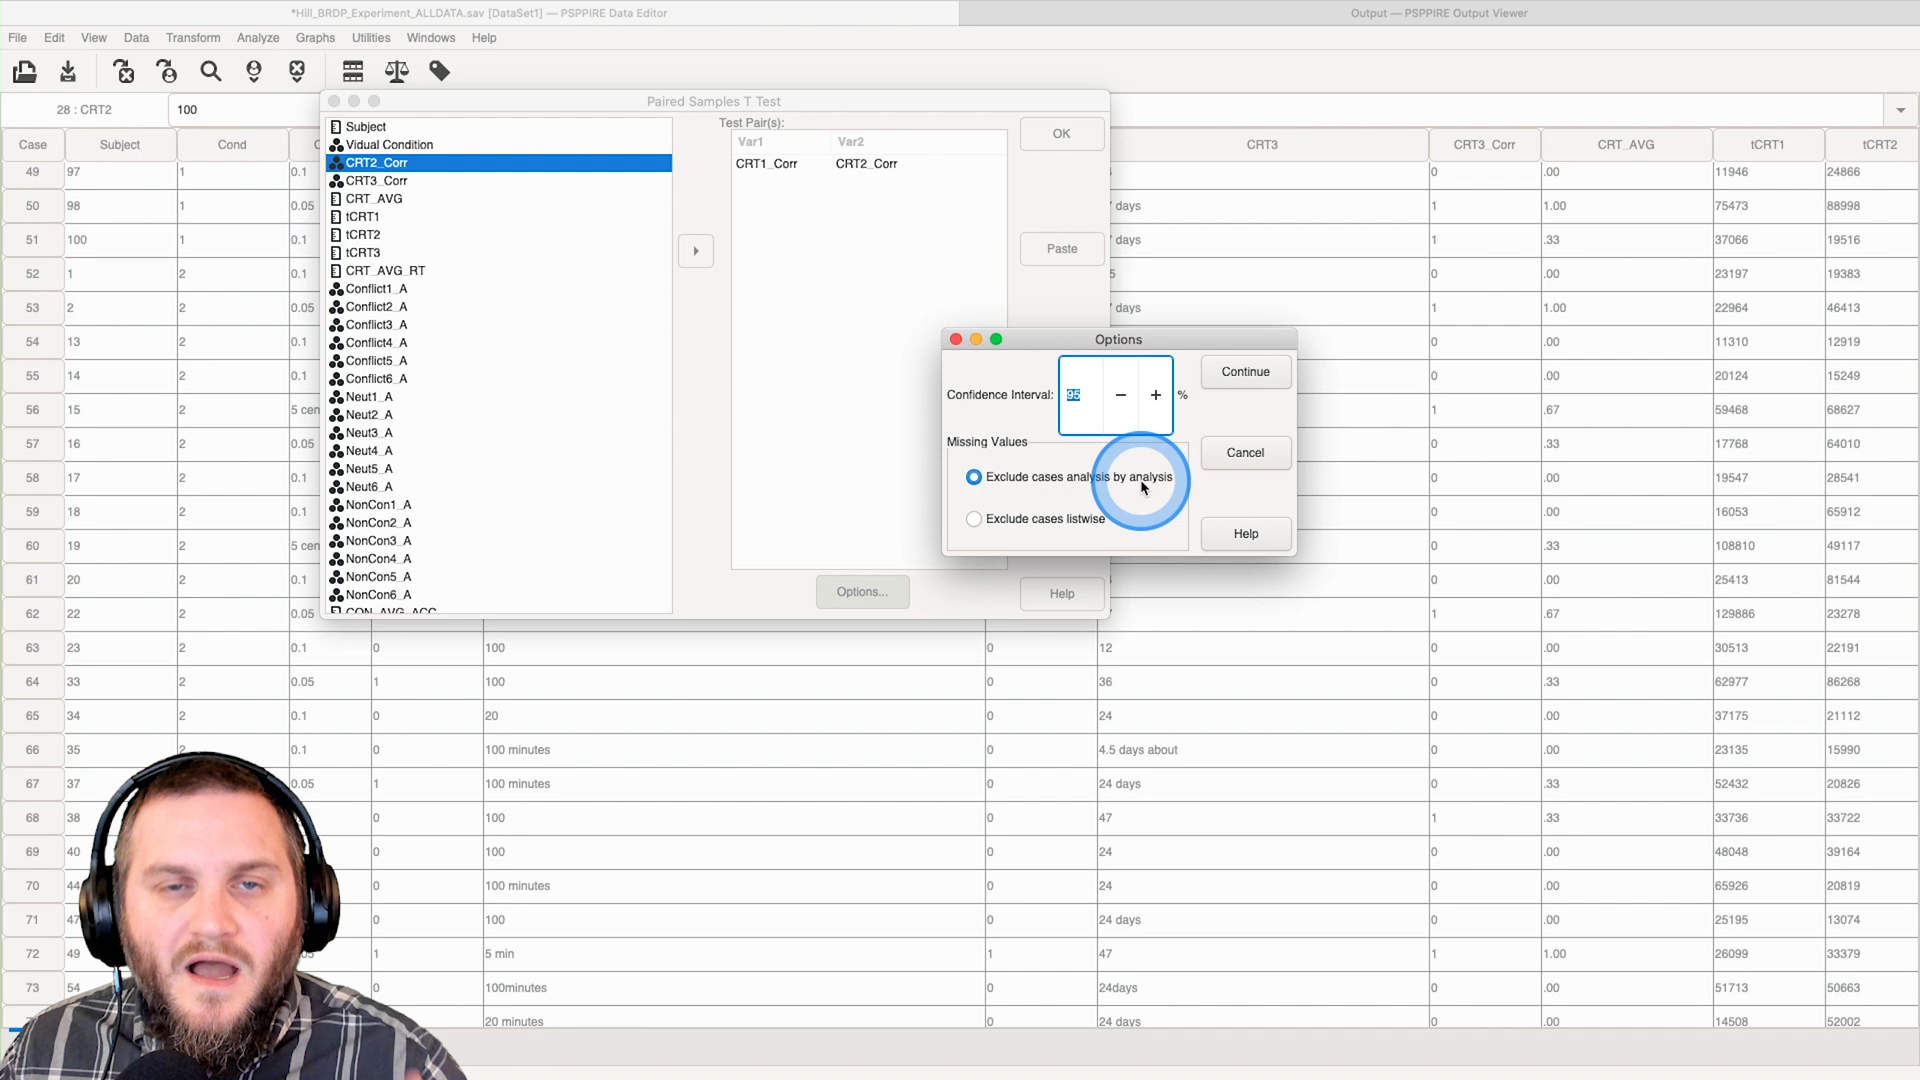 *Hill_BRDP_Experiment_ALLDATA.sav [DataSet1] — PSPPIRE Data Editor
Output — PSPPIRE Output Viewer
File Edit View Data Transform Analyze Graphs Utilities Windows Help
28 : CRT2 100
Case Subject Cond CRT3 CRT3_Corr CRT_AVG tCRT1 tCRT2
Paired Samples T Test
Subject
Vidual Condition
CRT2_Corr
CRT3_Corr
CRT_AVG
tCRT1
tCRT2
tCRT3
CRT_AVG_RT
Conflict1_A
Conflict2_A
Conflict3_A
Conflict4_A
Conflict5_A
Conflict6_A
Neut1_A
Neut2_A
Neut3_A
Neut4_A
Neut5_A
Neut6_A
NonCon1_A
NonCon2_A
NonCon3_A
NonCon4_A
NonCon5_A
NonCon6_A
CON_AVG_ACC
Test Pair(s):
Var1 Var2
CRT1_Corr CRT2_Corr
OK
Paste
Options...
Help
Options
Confidence Interval: 95 − + %
Missing Values
Exclude cases analysis by analysis
Exclude cases listwise
Continue
Cancel
Help
49 97 1 0.1 0 .00 11946 24866
50 98 1 0.05 days 1 1.00 75473 88998
51 100 1 0.1 days 1 .33 37066 19516
52 1 2 0.1 0 .00 23197 19383
53 2 2 0.05 days 1 1.00 22964 46413
54 13 2 0.1 0 .00 11310 12919
55 14 2 0.1 0 .00 20124 15249
56 15 2 5 cen 1 .67 59468 68627
57 16 2 0.05 0 .33 17768 64010
58 17 2 0.1 0 .00 19547 28541
59 18 2 0.1 0 .00 16053 65912
60 19 2 5 cen 0 .33 108810 49117
61 20 2 0.1 0 .00 25413 81544
62 22 2 0.05 1 .67 129886 23278
63 23 2 0.1 0 100 0 12 0 .00 30513 22191
64 33 2 0.05 1 100 0 36 0 .33 62977 86268
65 34 2 0.1 0 20 0 24 0 .00 37175 21112
66 35 2 0.1 0 100 minutes 0 4.5 days about 0 .00 23135 15990
67 37 0.05 1 100 minutes 0 24 days 0 .33 52432 20826
68 38 0 100 0 47 1 .33 33736 33722
69 40 0 100 0 24 0 .00 48048 39164
70 44 0 100 minutes 0 24 0 .00 65926 20819
71 47 0 100 0 24 days 0 .00 25195 13074
72 49 1 5 min 1 47 1 1.00 26099 33379
73 54 0 100minutes 0 24days 0 .00 51713 50663
20 minutes 0 24 days 0 .00 14508 52002